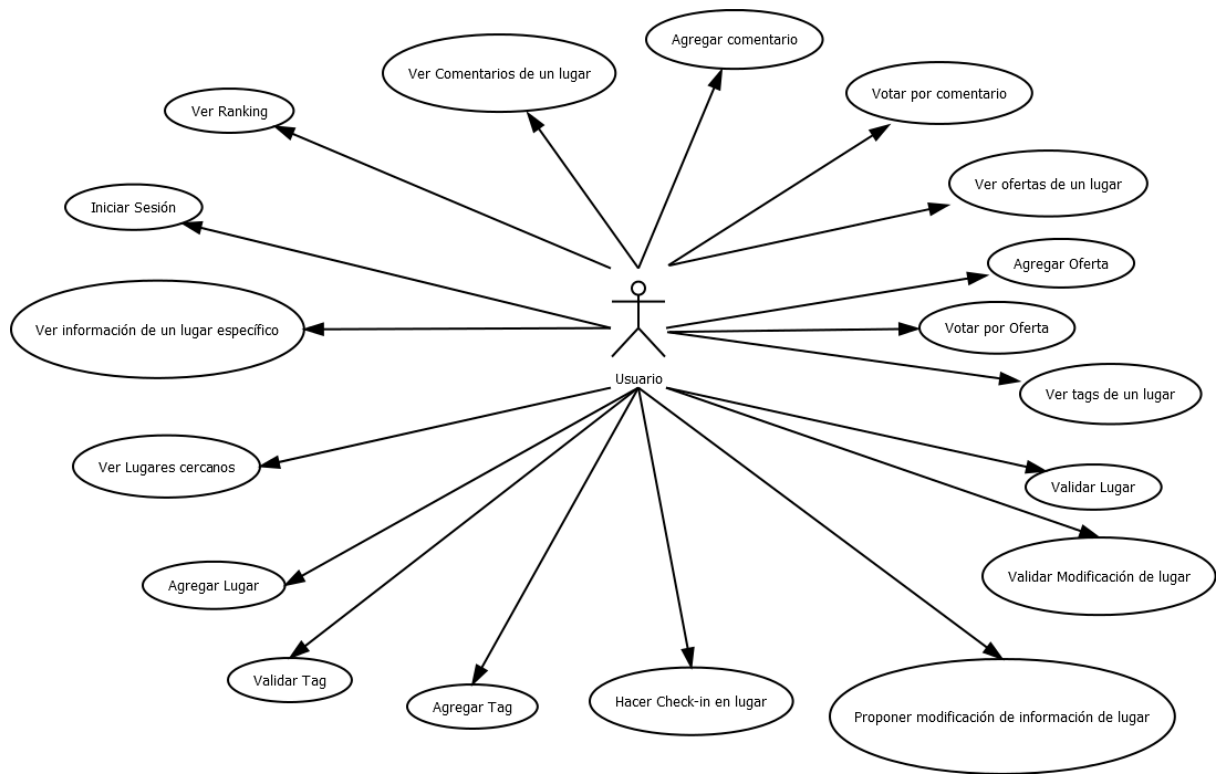 Agregar comentario
Ver Comentarios de un lugar
Votar por comentario
Ver Ranking
Ver ofertas de un lugar
Iniciar Sesión
Agregar Oferta
Ver información de un lugar específico
Votar por Oferta
Usuario
Ver tags de un lugar
Ver Lugares cercanos
Validar Lugar
Validar Modificación de lugar
Agregar Lugar
Validar Tag
Agregar Tag
Hacer Check-in en lugar
Proponer modificación de información de lugar